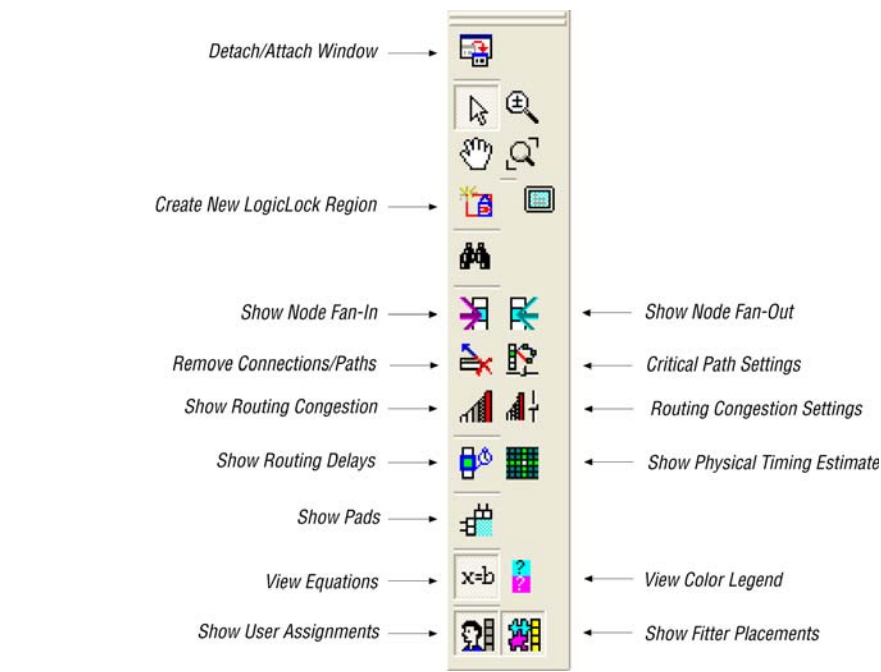 Detach/Attach Window
Create New LogicLock Region
Show Node Fan-In
Show Node Fan-Out
Remove Connections/Paths
Critical Path Settings
Show Routing Congestion
Routing Congestion Settings
Show Routing Delays
Show Physical Timing Estimate
Show Pads
View Equations
x=b
?
?
View Color Legend
Show User Assignments
Show Fitter Placements